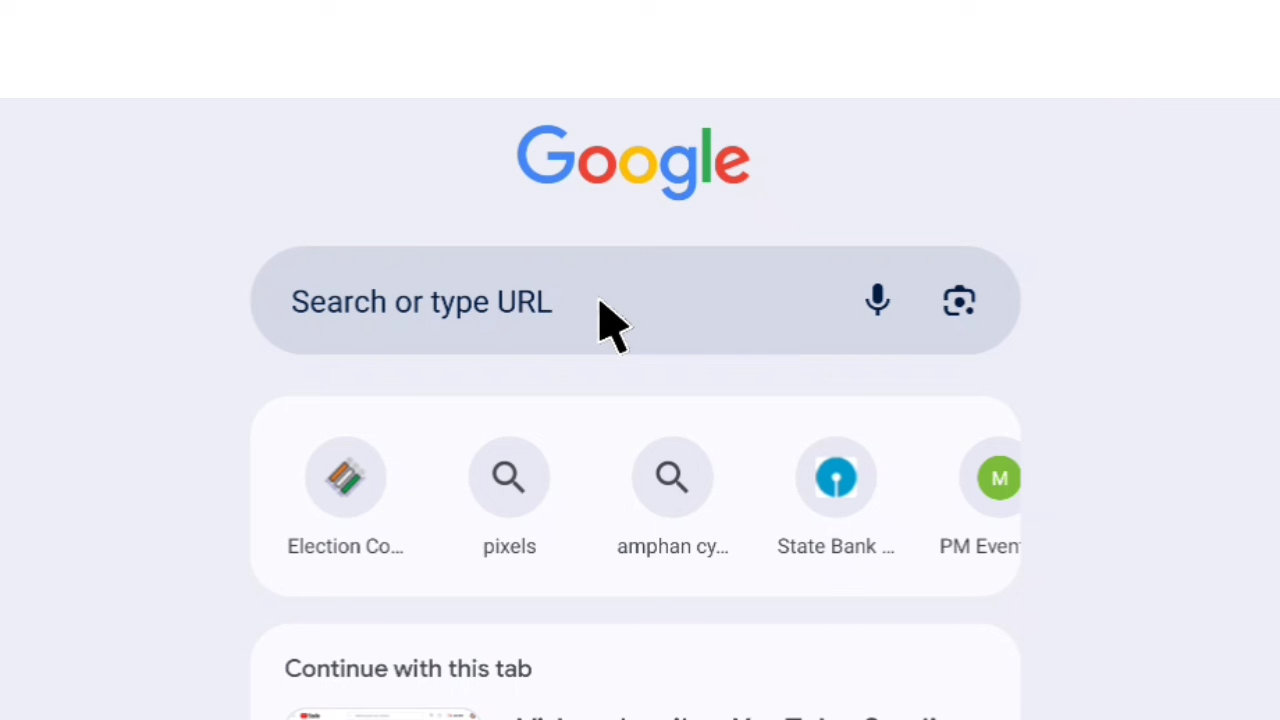 Google
Search or type URL
Election Co... pixels amphan cy... State Bank ... M PM Even
Continue with this tab